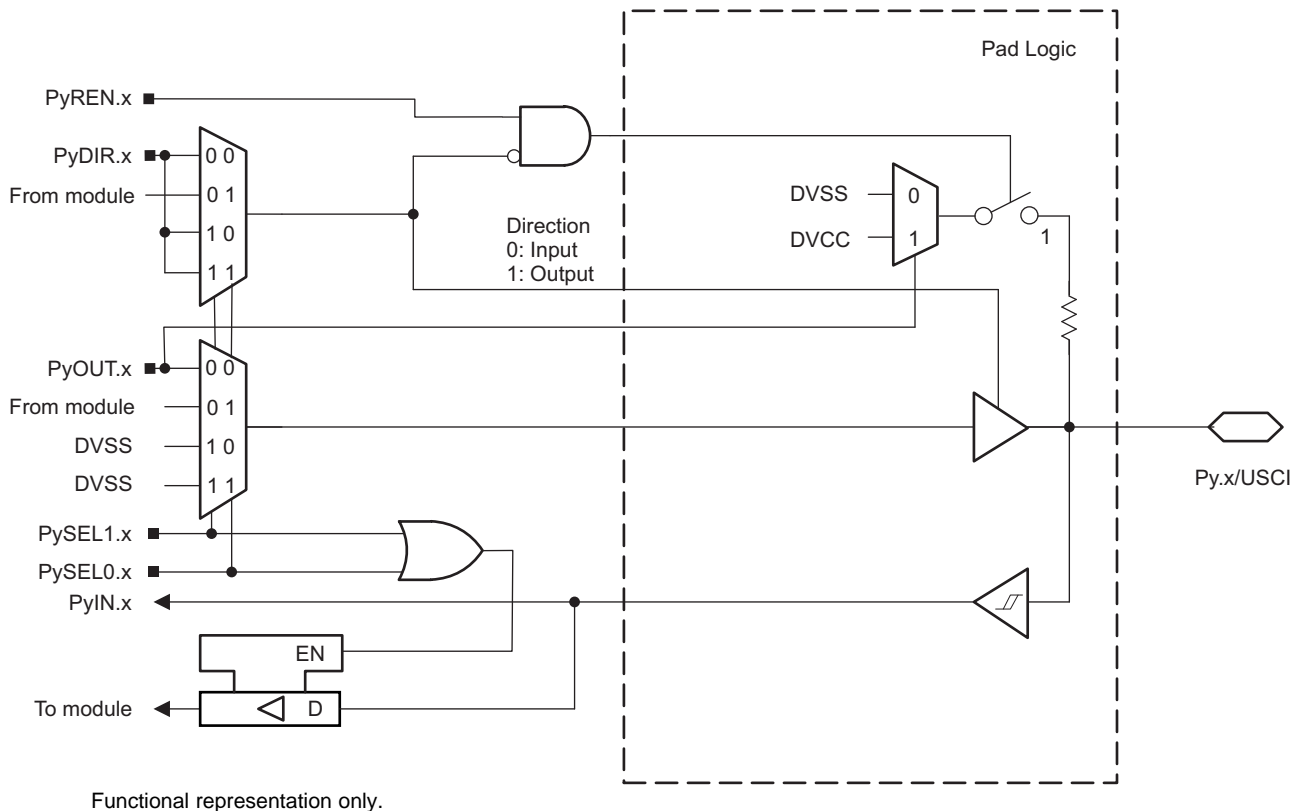 Pad Logic
PyREN.x
PyDIR.x
0 0
From module
0 1
1 0
1 1
Direction
0: Input
1: Output
DVSS
0
DVCC
1
1
PyOUT.x
0 0
From module
0 1
DVSS
1 0
DVSS
1 1
Py.x/USCI
PySEL1.x
PySEL0.x
PyIN.x
EN
To module
D
Functional representation only.